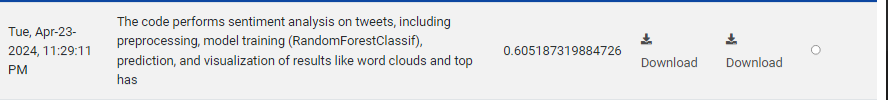 Tue, Apr-23-
2024, 11:29:11
PM
The code performs sentiment analysis on tweets, including
preprocessing, model training (RandomForestClassif),
prediction, and visualization of results like word clouds and top
has
0.605187319884726
Download
Download